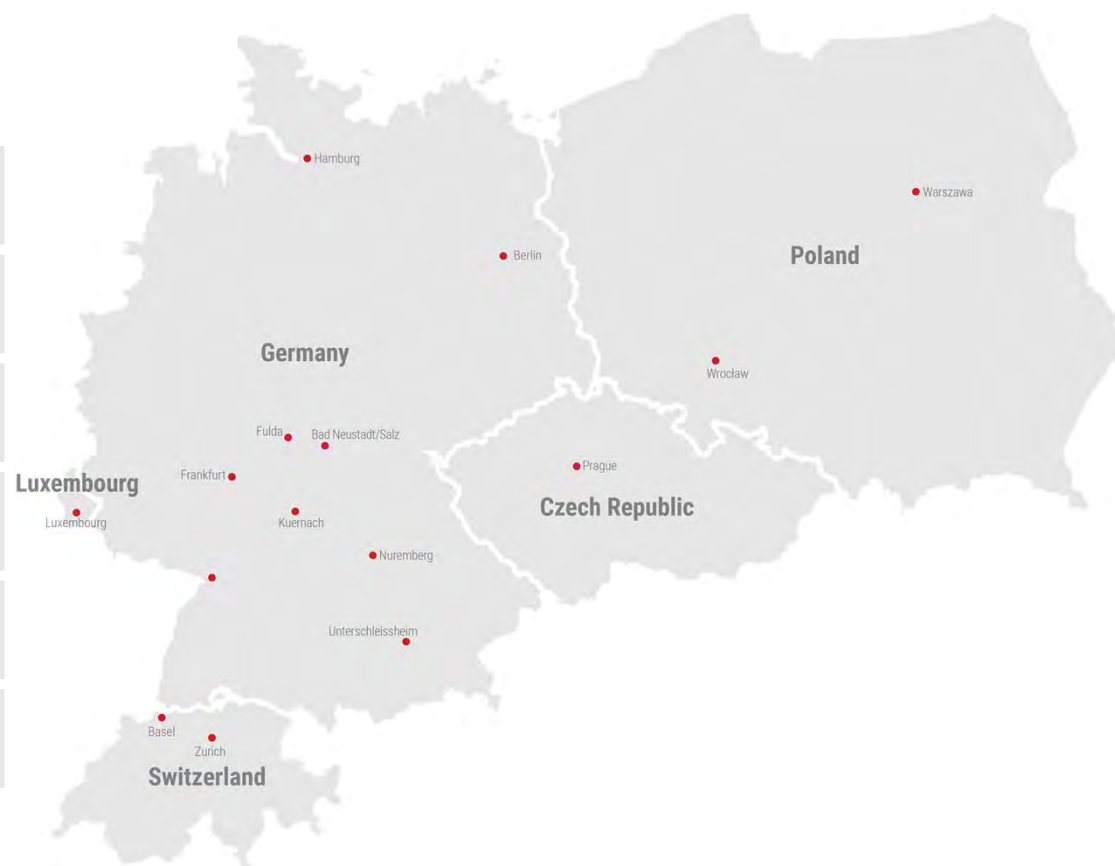 Hamburg
Warszawa
Berlin
Poland
Germany
Wrocław
Fulda
Bad Neustadt/Salz
Prague
Frankfurt
Luxembourg
Czech Republic
Luxembourg
Kuernach
Nuremberg
Unterschleissheim
Basel
Zurich
Switzerland